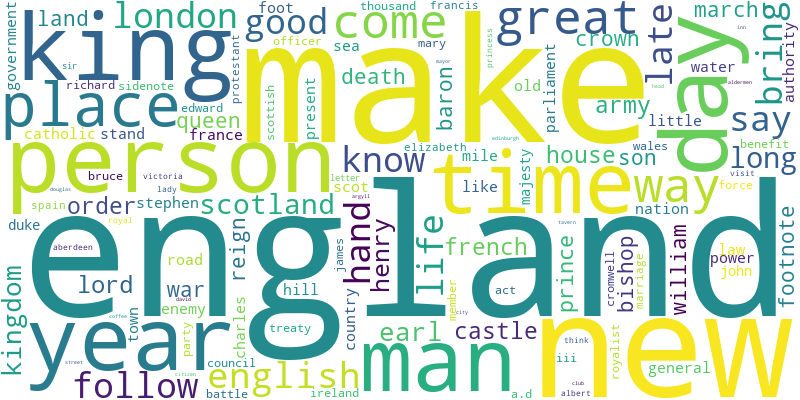 government land london foot thousand francis good officer sea mary come great late march bring authority
king sir protestant make princess crown water
richard sidenote place edward death baron old. parliament army day say
catholic stand queen france scottish present mayor inn aldermen head little
person bruce victoria lady know elizabeth edinburgh mile house son wales benefit long
spain order stephen scotland scot letter like time majesty way nation visit force
duke douglas royal argyll
england
aberdeen lord road war reign hill james hand henry life french prince act cromwell bishop marriage william law power john footnote
kingdom town enemy treaty country member
year coffee david party charles earl castle city new royalist general
street council english man think iii
follow citizen battle ireland a.d club albert